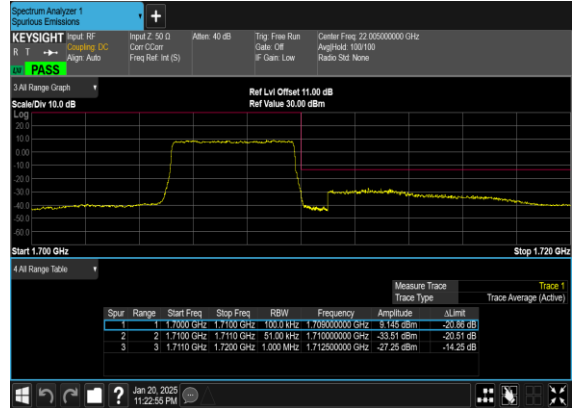 Spectrum Analyzer 1
Spurious Emissions
+
KEYSIGHT Input: RF Input Z: 50 Ω Atten: 40 dB Trig: Free Run Center Freq: 22.005000000 GHz
R T Coupling: DC Corr CCorr Gate: Off Avg|Hold: 100/100
Align: Auto Freq Ref: Int (S) IF Gain: Low Radio Std: None
PASS
3 All Range Graph
Ref Lvl Offset 11.00 dB
Scale/Div 10.0 dB Ref Value 30.00 dBm
Log
20.0
10.0
0.00
-10.0
-20.0
-30.0
-40.0
-50.0
-60.0
Start 1.700 GHz Stop 1.720 GHz
4 All Range Table
Measure Trace Trace 1
Trace Type Trace Average (Active)
Spur Range Start Freq Stop Freq RBW Frequency Amplitude ΔLimit
1 1 1.7000 GHz 1.7100 GHz 100.0 kHz 1.709000000 GHz 9.145 dBm -20.86 dB
2 2 1.7100 GHz 1.7110 GHz 51.00 kHz 1.710000000 GHz -33.51 dBm -20.51 dB
3 3 1.7110 GHz 1.7200 GHz 1.000 MHz 1.712500000 GHz -27.25 dBm -14.25 dB
? Jan 20, 2025
11:22:55 PM